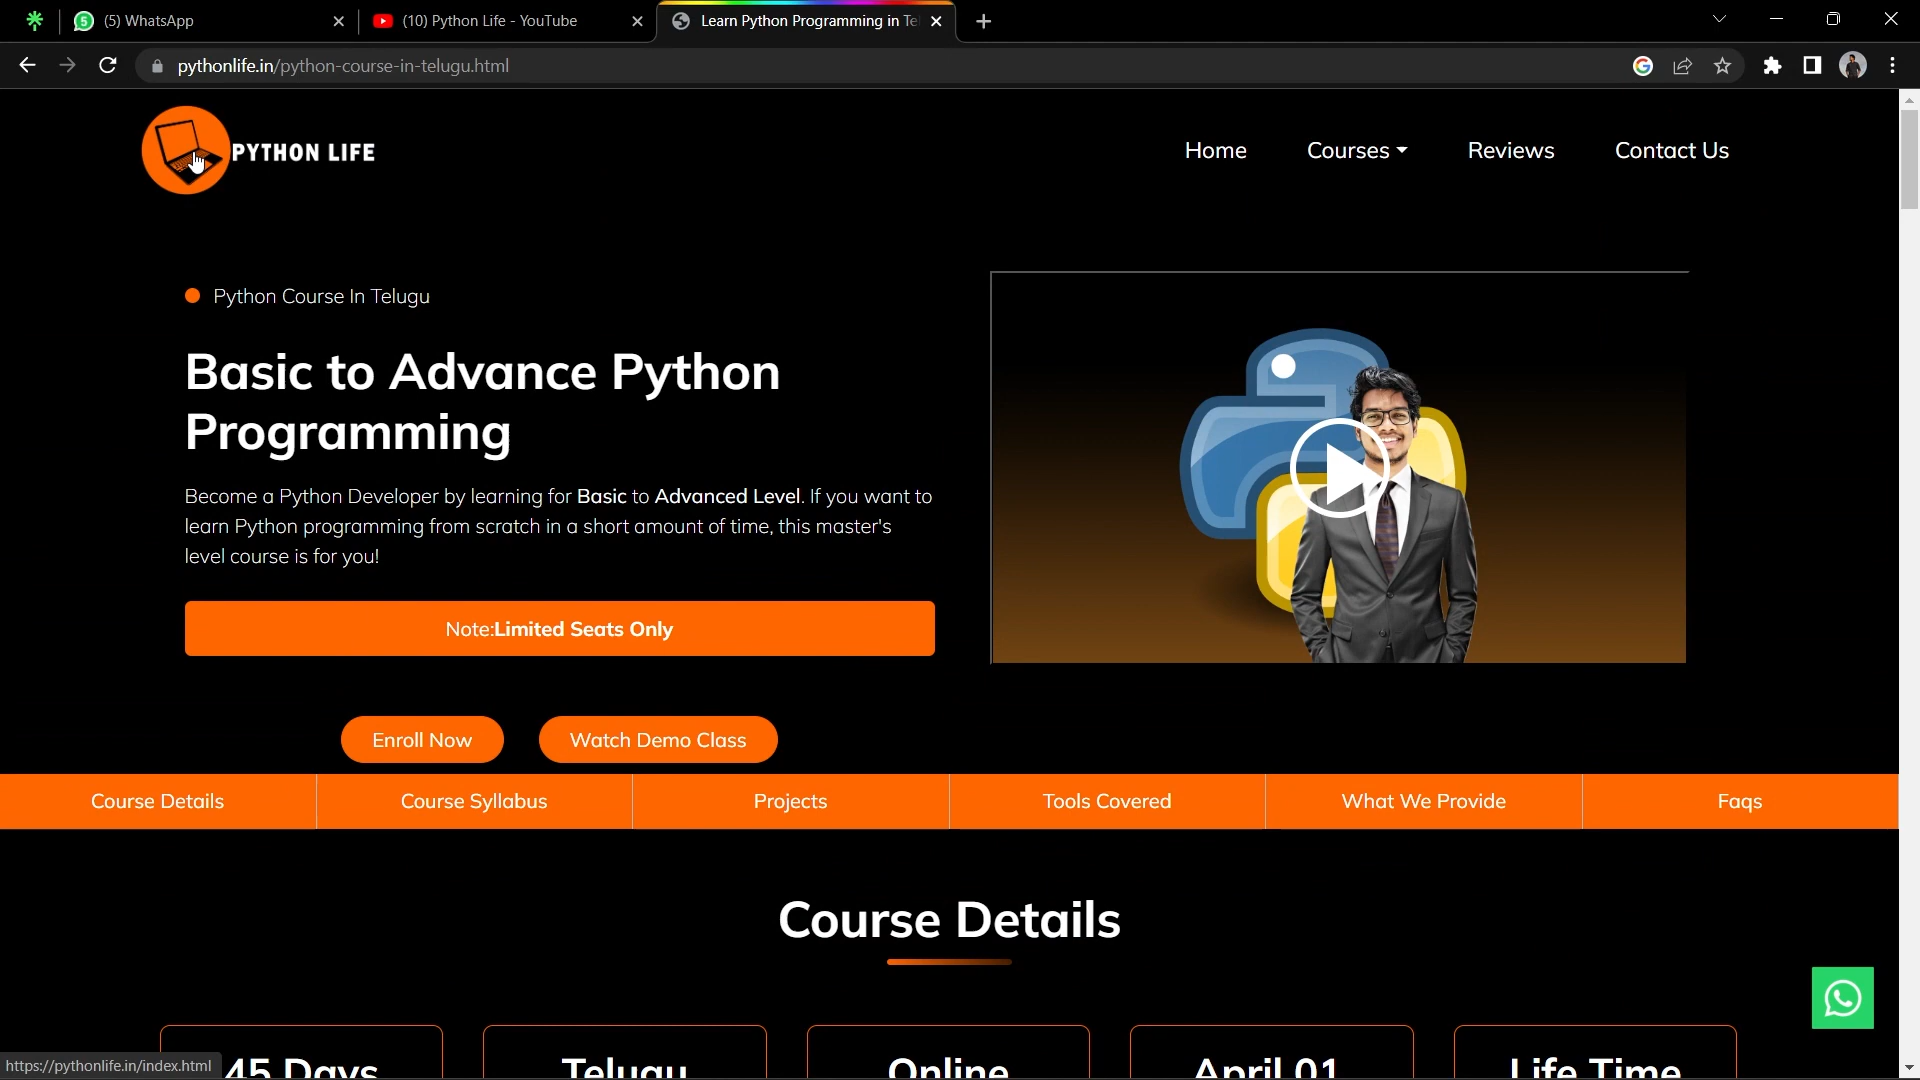 (5) WhatsApp
(10) Python Life - YouTube
Learn Python Programming in Te
pythonlife.in/python-course-in-telugu.html
PYTHON LIFE
Home
Courses
Reviews
Contact Us
Python Course In Telugu
Basic to Advance Python
Programming
Become a Python Developer by learning for Basic to Advanced Level. If you want to
learn Python programming from scratch in a short amount of time, this master's
level course is for you!
Note:Limited Seats Only
Enroll Now
Watch Demo Class
Course Details
Course Syllabus
Projects
Tools Covered
What We Provide
Faqs
Course Details
45 Days
Telugu
Online
April 01
Life Time
https://pythonlife.in/index.html